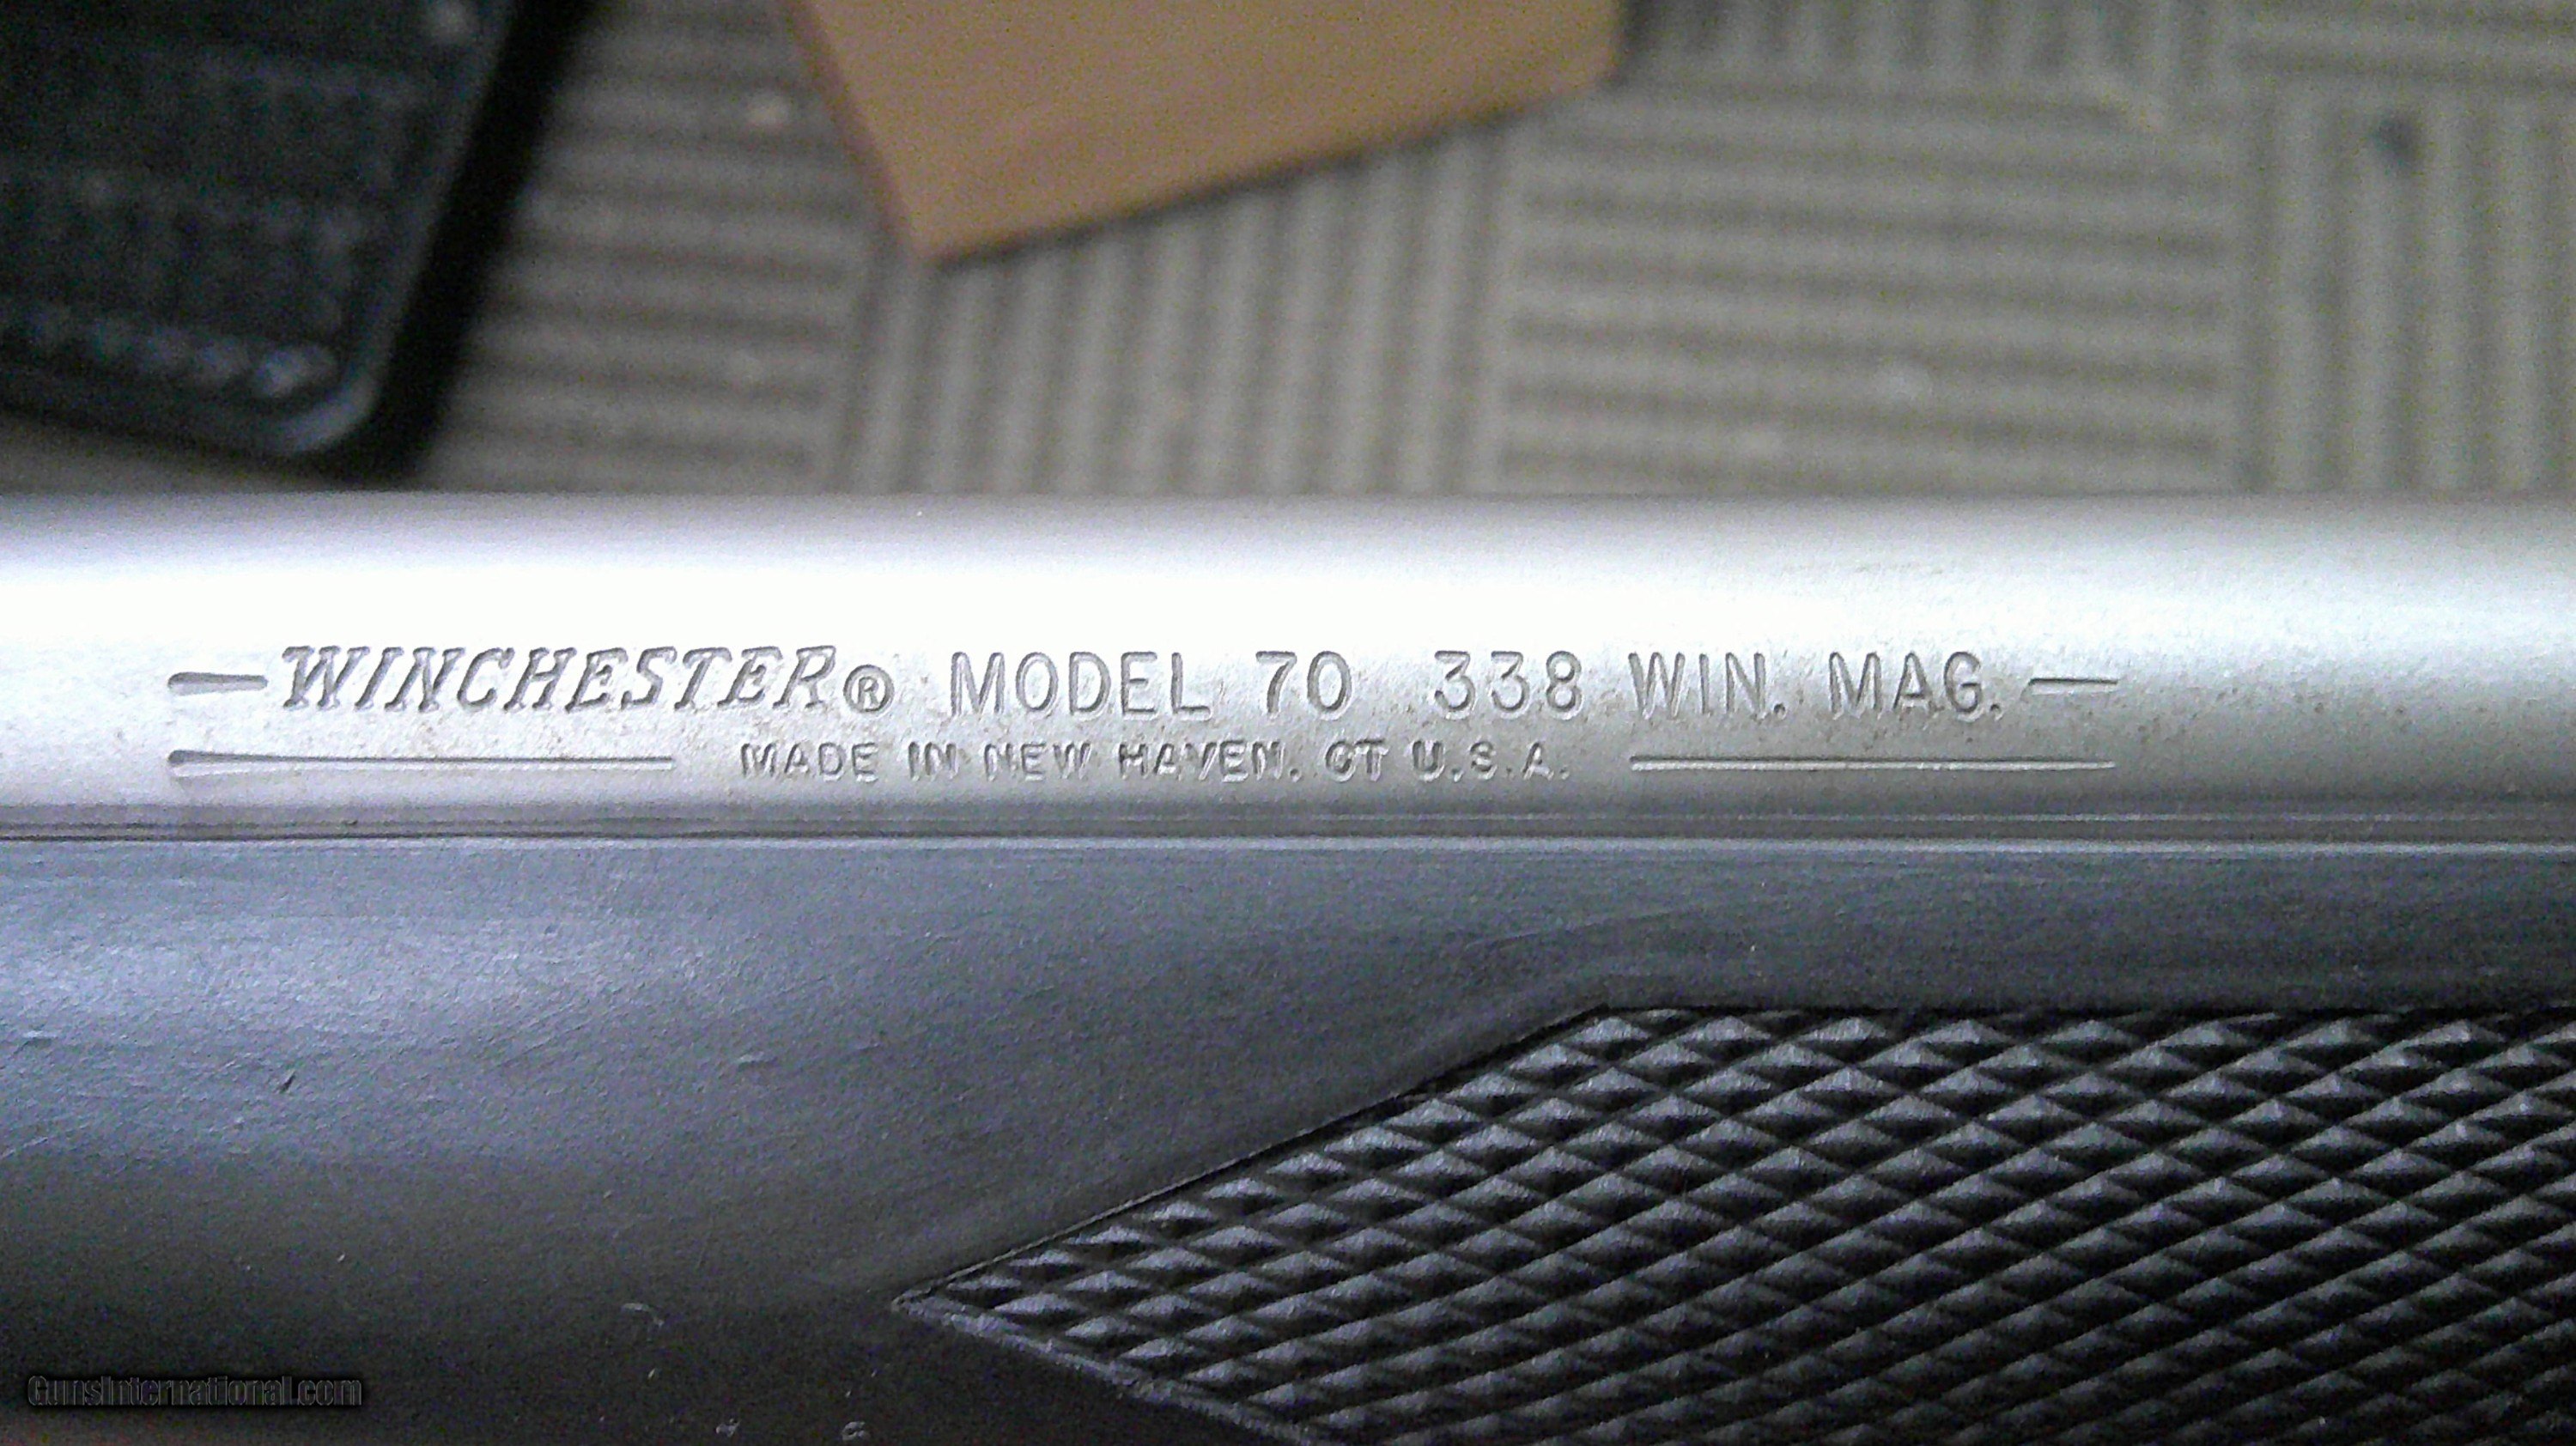 WINCHESTER® MODEL 70 338 WIN. MAG.
MADE IN NEW HAVEN, CT U.S.A.
GunsInternational.com